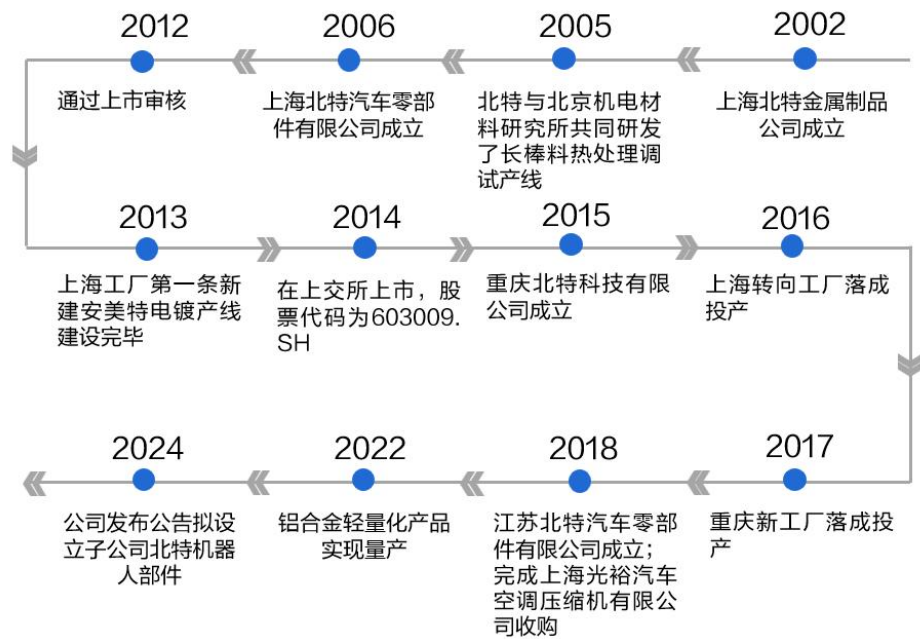 2012
2006
2005
2002
通过上市审核
上海北特汽车零部
件有限公司成立
北特与北京机电材
料研究所共同研发
了长棒料热处理调
试产线
上海北特金属制品
公司成立
2013
2014
2015
2016
上海工厂第一条新
建安美特电镀产线
建设完毕
在上交所上市，股
票代码为603009.
SH
重庆北特科技有限
公司成立
上海转向工厂落成
投产
2024
2022
2018
2017
公司发布公告拟设
立子公司北特机器
人部件
铝合金轻量化产品
实现量产
江苏北特汽车零部
件有限公司成立；
完成上海光裕汽车
空调压缩机有限公
司收购
重庆新工厂落成投
产